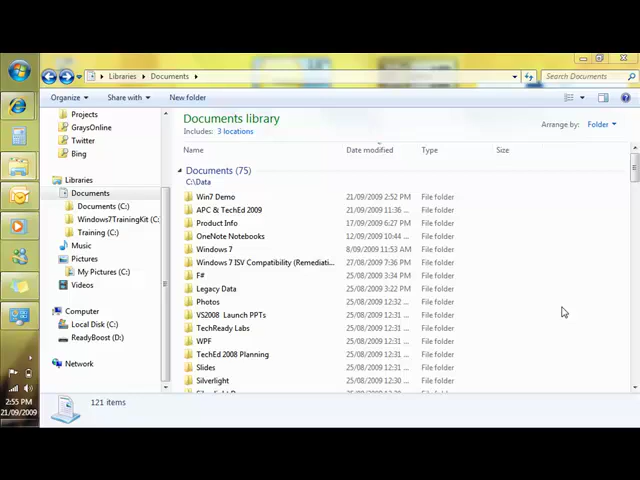 Libraries Documents Search Documents
Organize Share with New folder
Projects
GraysOnline
Twitter
Bing
Libraries
Documents
Documents (C:)
Windows7TrainingKit (C:
Training (C:)
Music
Pictures
My Pictures (C:)
Videos
Computer
Local Disk (C:)
ReadyBoost (D:)
Network
Documents library
Includes: 3 locations
Arrange by: Folder
Name Date modified Type Size
Documents (75)
C:\Data
Win7 Demo 21/09/2009 2:52 PM File folder
APC & TechEd 2009 21/09/2009 11:36 ... File folder
Product Info 17/09/2009 6:27 PM File folder
OneNote Notebooks 12/09/2009 10:44 ... File folder
Windows 7 8/09/2009 11:53 AM File folder
Windows 7 ISV Compatibility (Remediati... 27/08/2009 7:36 PM File folder
F# 25/08/2009 3:34 PM File folder
Legacy Data 25/08/2009 3:22 PM File folder
Photos 25/08/2009 12:32 ... File folder
VS2008 Launch PPTs 25/08/2009 12:31 ... File folder
TechReady Labs 25/08/2009 12:31 ... File folder
WPF 25/08/2009 12:31 ... File folder
TechEd 2008 Planning 25/08/2009 12:31 ... File folder
Slides 25/08/2009 12:31 ... File folder
Silverlight 25/08/2009 12:30 ... File folder
121 items
2:55 PM
21/09/2009